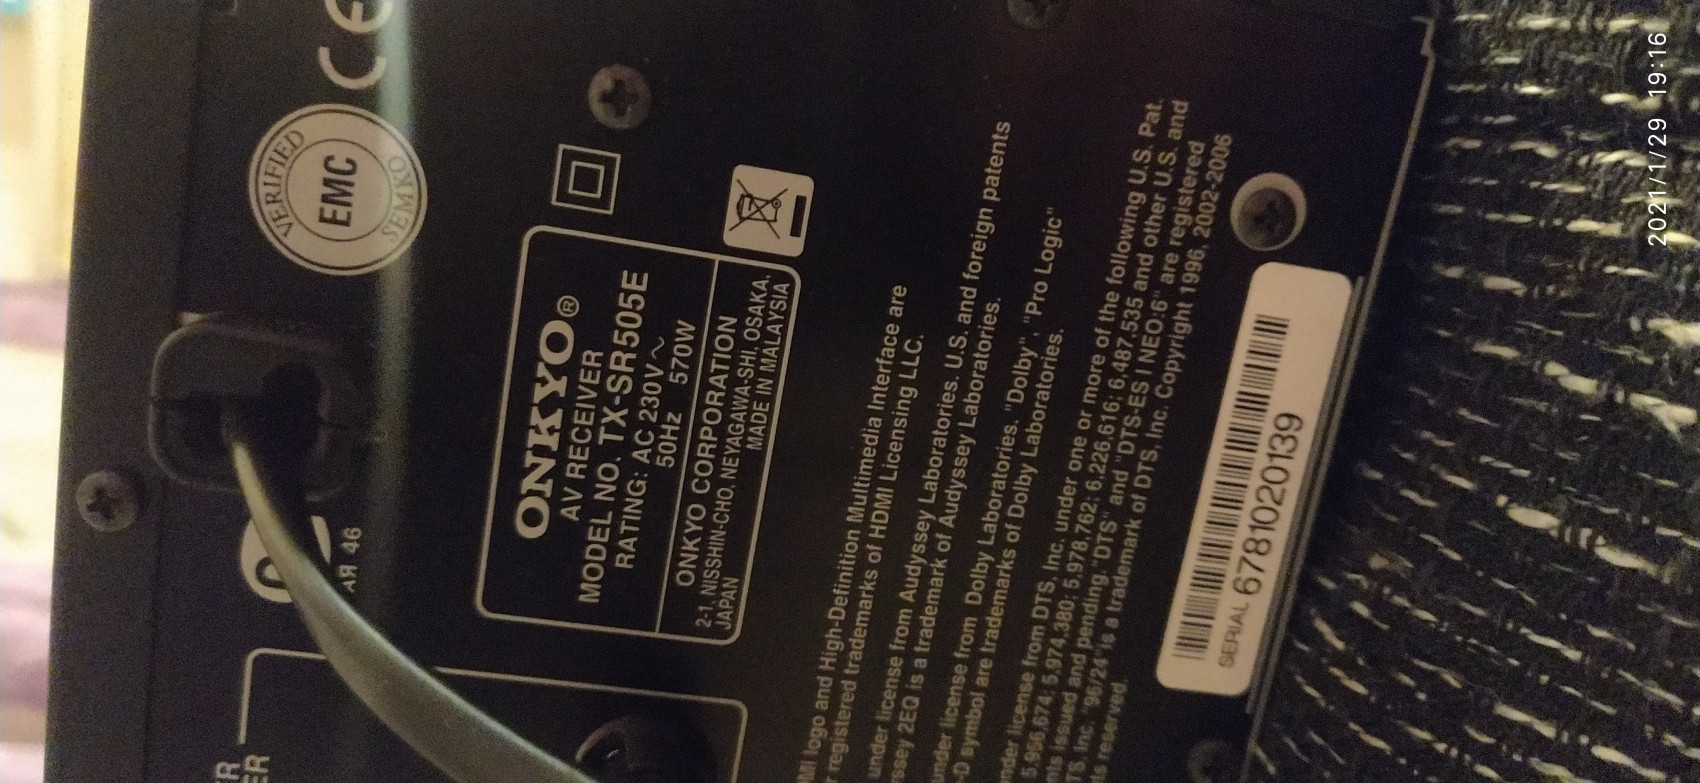 CE
VERIFIED
EMC
SEMKO
AR 46
ER
ONKYO®
AV RECEIVER
MODEL NO. TX-SR505E
RATING: AC 230V~
50Hz 570W
ONKYO CORPORATION
2-1, NISSHIN-CHO, NEYAGAWA-SHI, OSAKA,
JAPAN MADE IN MALAYSIA
MI logo and High-Definition Multimedia Interface are
r registered trademarks of HDMI Licensing LLC.
under license from Audyssey Laboratories. U.S. and foreign patents
ssey 2EQ is a trademark of Audyssey Laboratories.
under license from Dolby Laboratories. "Dolby", "Pro Logic"
-D symbol are trademarks of Dolby Laboratories.
nder license from DTS, Inc. under one or more of the following U.S. Pat.
5,956,674; 5,974,380; 5,978,762; 6,226,616; 6,487,535 and other U.S. and
nts issued and pending. "DTS" and "DTS-ES I NEO:6" are registered
TS, Inc. "96/24" is a trademark of DTS, Inc. Copyright 1996, 2002-2006
ts reserved.
SERIAL 6781020139
2021/1/29 19:16